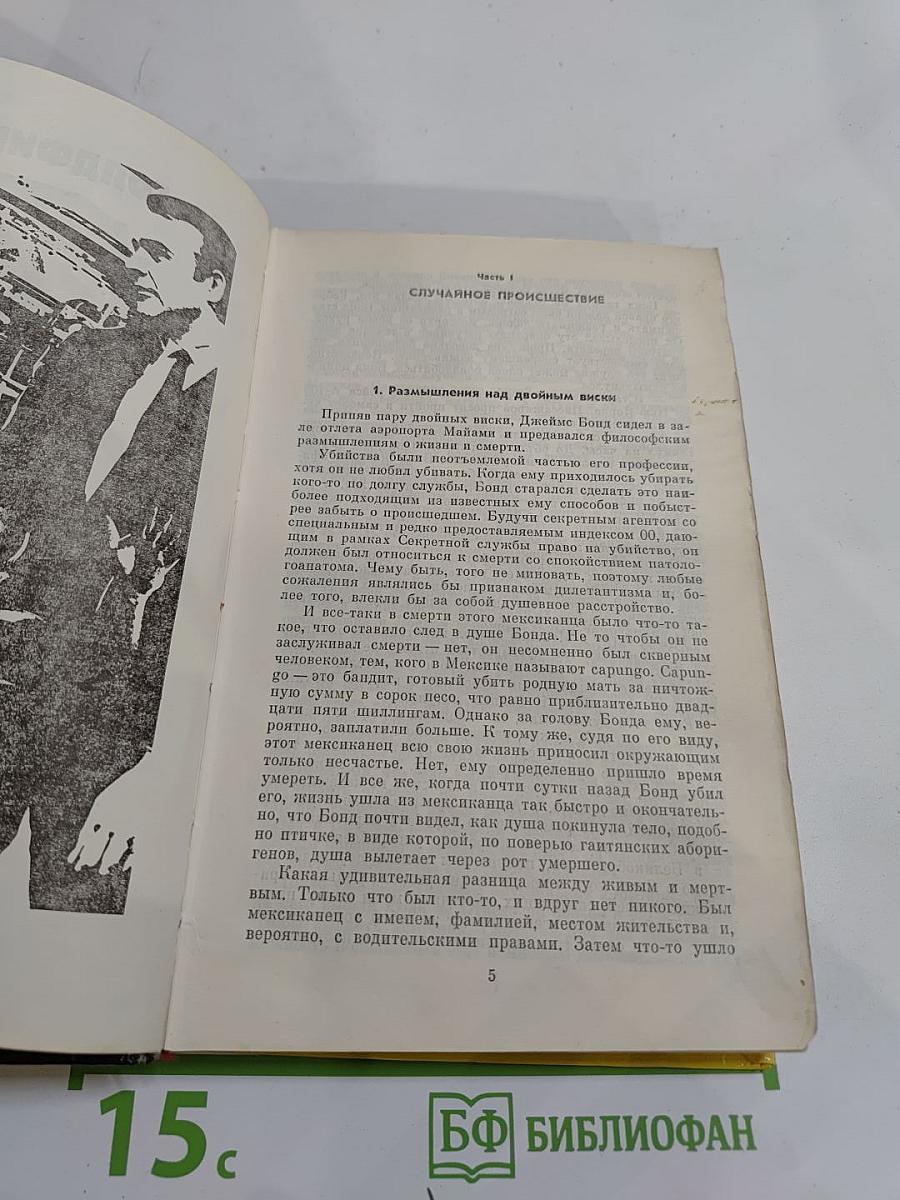 Часть I
СЛУЧАЙНОЕ ПРОИСШЕСТВИЕ
1. Размышления над двойным виски
Приняв пару двойных виски, Джеймс Бонд сидел в за-
ле отлета аэропорта Майами и предавался философским
размышлениям о жизни и смерти.
Убийства были неотъемлемой частью его профессии,
хотя он не любил убивать. Когда ему приходилось убирать
кого-то по долгу службы, Бонд старался сделать это наи-
более подходящим из известных ему способов и побыст-
рее забыть о происшедшем. Будучи секретным агентом со
специальным и редко предоставляемым индексом 00, даю-
щим в рамках Секретной службы право на убийство, он
должен был относиться к смерти со спокойствием патоло-
гоанатома. Чему быть, того не миновать, поэтому любые
сожаления являлись бы признаком дилетантизма и, бо-
лее того, влекли бы за собой душевное расстройство.
И все-таки в смерти этого мексиканца было что-то та-
кое, что оставило след в душе Бонда. Не то чтобы он не
заслуживал смерти — нет, он несомненно был скверным
человеком, тем, кого в Мексике называют capungo. Capun-
go — это бандит, готовый убить родную мать за ничтож-
ную сумму в сорок песо, что равно приблизительно двад-
цати пяти шиллингам. Однако за голову Бонда ему, ве-
роятно, заплатили больше. К тому же, судя по его виду,
этот мексиканец всю свою жизнь приносил окружающим
только несчастье. Нет, ему определенно пришло время
умереть. И все же, когда почти сутки назад Бонд убил
его, жизнь ушла из мексиканца так быстро и окончатель-
но, что Бонд почти видел, как душа покинула тело, подоб-
но птичке, в виде которой, по поверью гаитянских абори-
генов, душа вылетает через рот умершего.
Какая удивительная разница между живым и мерт-
вым. Только что был кто-то, и вдруг нет никого. Был
мексиканец с именем, фамилией, местом жительства и,
вероятно, с водительскими правами. Затем что-то ушло
5
15 с
БФ БИБЛИОФАН